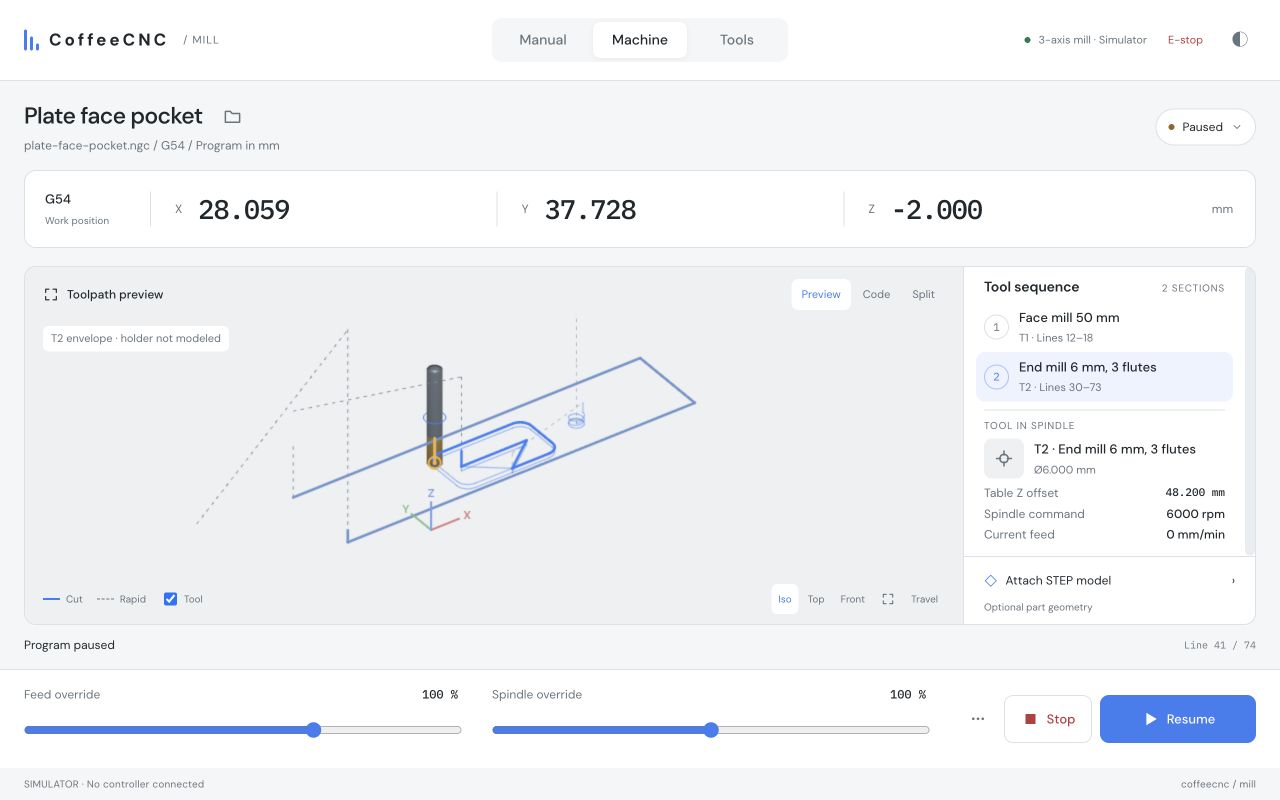 CoffeeCNC / MILL
Manual Machine Tools
3-axis mill · Simulator E-stop
Plate face pocket
plate-face-pocket.ngc / G54 / Program in mm
Paused
G54
Work position
X 28.059 Y 37.728 Z -2.000 mm
Toolpath preview
Preview Code Split
T2 envelope · holder not modeled
Z
Y
X
Cut Rapid Tool
Iso Top Front Travel
Tool sequence 2 SECTIONS
1 Face mill 50 mm
T1 · Lines 12–18
2 End mill 6 mm, 3 flutes
T2 · Lines 30–73
TOOL IN SPINDLE
T2 · End mill 6 mm, 3 flutes
Ø6.000 mm
Table Z offset 48.200 mm
Spindle command 6000 rpm
Current feed 0 mm/min
Attach STEP model ›
Optional part geometry
Program paused Line 41 / 74
Feed override 100 %
Spindle override 100 %
... Stop Resume
SIMULATOR · No controller connected coffeecnc / mill